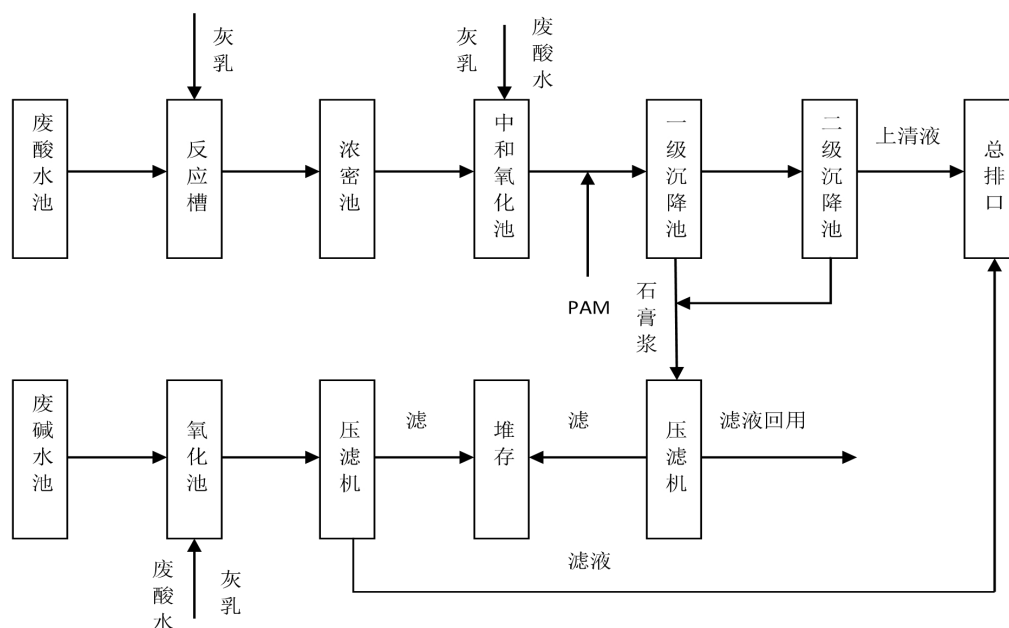 灰乳
灰乳
废酸水
废酸水池
反应槽
浓密池
中和氧化池
一级沉降池
二级沉降池
上清液
总排口
PAM
石膏浆
废碱水池
氧化池
压滤机
滤
堆存
滤
压滤机
滤液回用
废酸水
灰乳
滤液